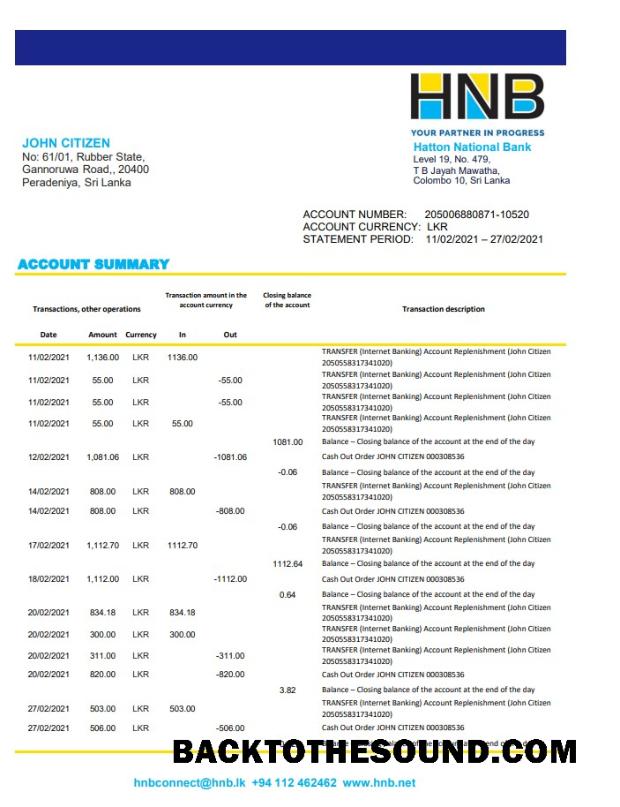 HNB
YOUR PARTNER IN PROGRESS
JOHN CITIZEN
No: 61/01, Rubber State,
Gannoruwa Road,, 20400
Peradeniya, Sri Lanka
Hatton National Bank
Level 19, No. 479,
T B Jayah Mawatha,
Colombo 10, Sri Lanka
ACCOUNT NUMBER: 205006880871-10520
ACCOUNT CURRENCY: LKR
STATEMENT PERIOD: 11/02/2021 – 27/02/2021
ACCOUNT SUMMARY
Transactions, other operations
Transaction amount in the
account currency
Closing balance
of the account
Transaction description
Date Amount Currency In Out
11/02/2021 1,136.00 LKR 1136.00 TRANSFER (Internet Banking) Account Replenishment (John Citizen
2050558317341020)
11/02/2021 55.00 LKR -55.00 TRANSFER (Internet Banking) Account Replenishment (John Citizen
2050558317341020)
11/02/2021 55.00 LKR -55.00 TRANSFER (Internet Banking) Account Replenishment (John Citizen
2050558317341020)
11/02/2021 55.00 LKR 55.00 TRANSFER (Internet Banking) Account Replenishment (John Citizen
2050558317341020)
1081.00 Balance – Closing balance of the account at the end of the day
12/02/2021 1,081.06 LKR -1081.06 Cash Out Order JOHN CITIZEN 000308536
-0.06 Balance – Closing balance of the account at the end of the day
14/02/2021 808.00 LKR 808.00 TRANSFER (Internet Banking) Account Replenishment (John Citizen
2050558317341020)
14/02/2021 808.00 LKR -808.00 Cash Out Order JOHN CITIZEN 000308536
-0.06 Balance – Closing balance of the account at the end of the day
17/02/2021 1,112.70 LKR 1112.70 TRANSFER (Internet Banking) Account Replenishment (John Citizen
2050558317341020)
1112.64 Balance – Closing balance of the account at the end of the day
18/02/2021 1,112.00 LKR -1112.00 Cash Out Order JOHN CITIZEN 000308536
0.64 Balance – Closing balance of the account at the end of the day
20/02/2021 834.18 LKR 834.18 TRANSFER (Internet Banking) Account Replenishment (John Citizen
2050558317341020)
20/02/2021 300.00 LKR 300.00 TRANSFER (Internet Banking) Account Replenishment (John Citizen
2050558317341020)
20/02/2021 311.00 LKR -311.00 TRANSFER (Internet Banking) Account Replenishment (John Citizen
2050558317341020)
20/02/2021 820.00 LKR -820.00 Cash Out Order JOHN CITIZEN 000308536
3.82 Balance – Closing balance of the account at the end of the day
27/02/2021 503.00 LKR 503.00 TRANSFER (Internet Banking) Account Replenishment (John Citizen
2050558317341020)
27/02/2021 506.00 LKR -506.00 Cash Out Order JOHN CITIZEN 000308536
BACKTOTHESOUND.COM
hnbconnect@hnb.lk +94 112 462462 www.hnb.net